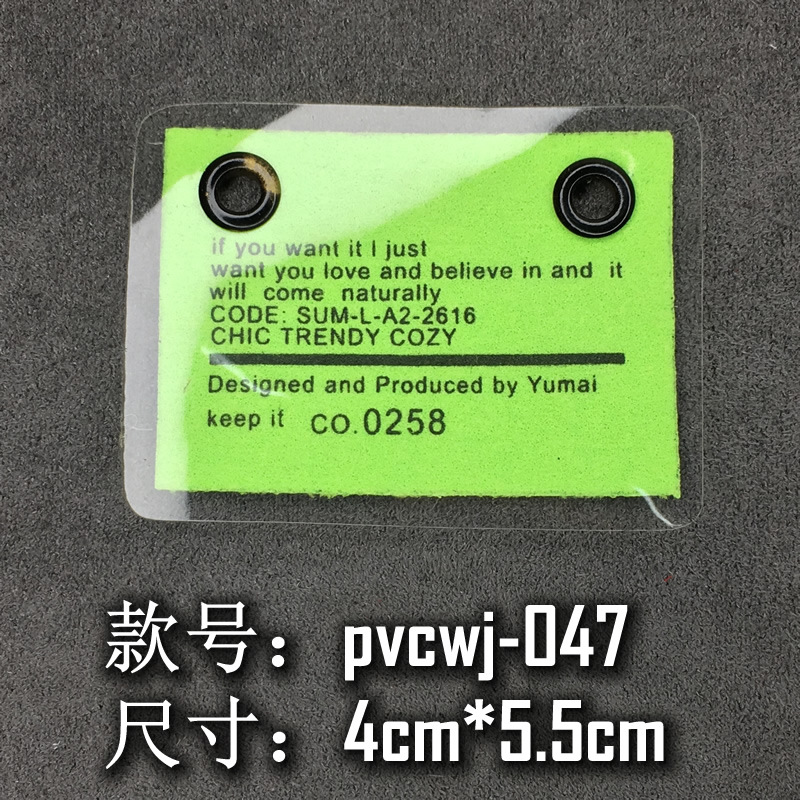 if you want it I just
want you love and believe in and it
will come naturally
CODE: SUM-L-A2-2616
CHIC TRENDY COZY
Designed and Produced by Yumai
keep it CO.0258
款号：pvcwj-047
尺寸：4cm*5.5cm